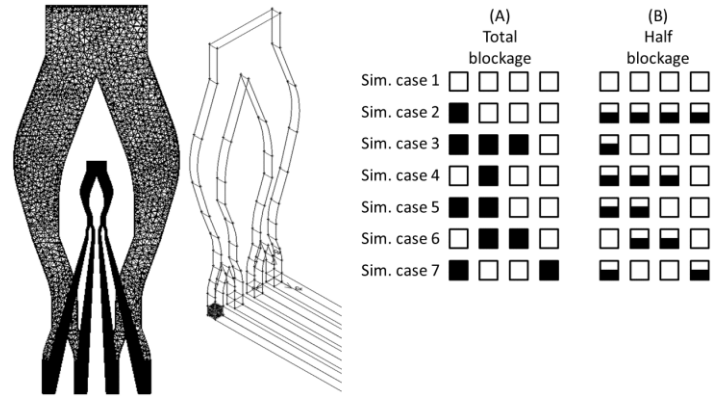 (A)
Total
blockage
(B)
Half
blockage
Sim. case 1
Sim. case 2
Sim. case 3
Sim. case 4
Sim. case 5
Sim. case 6
Sim. case 7